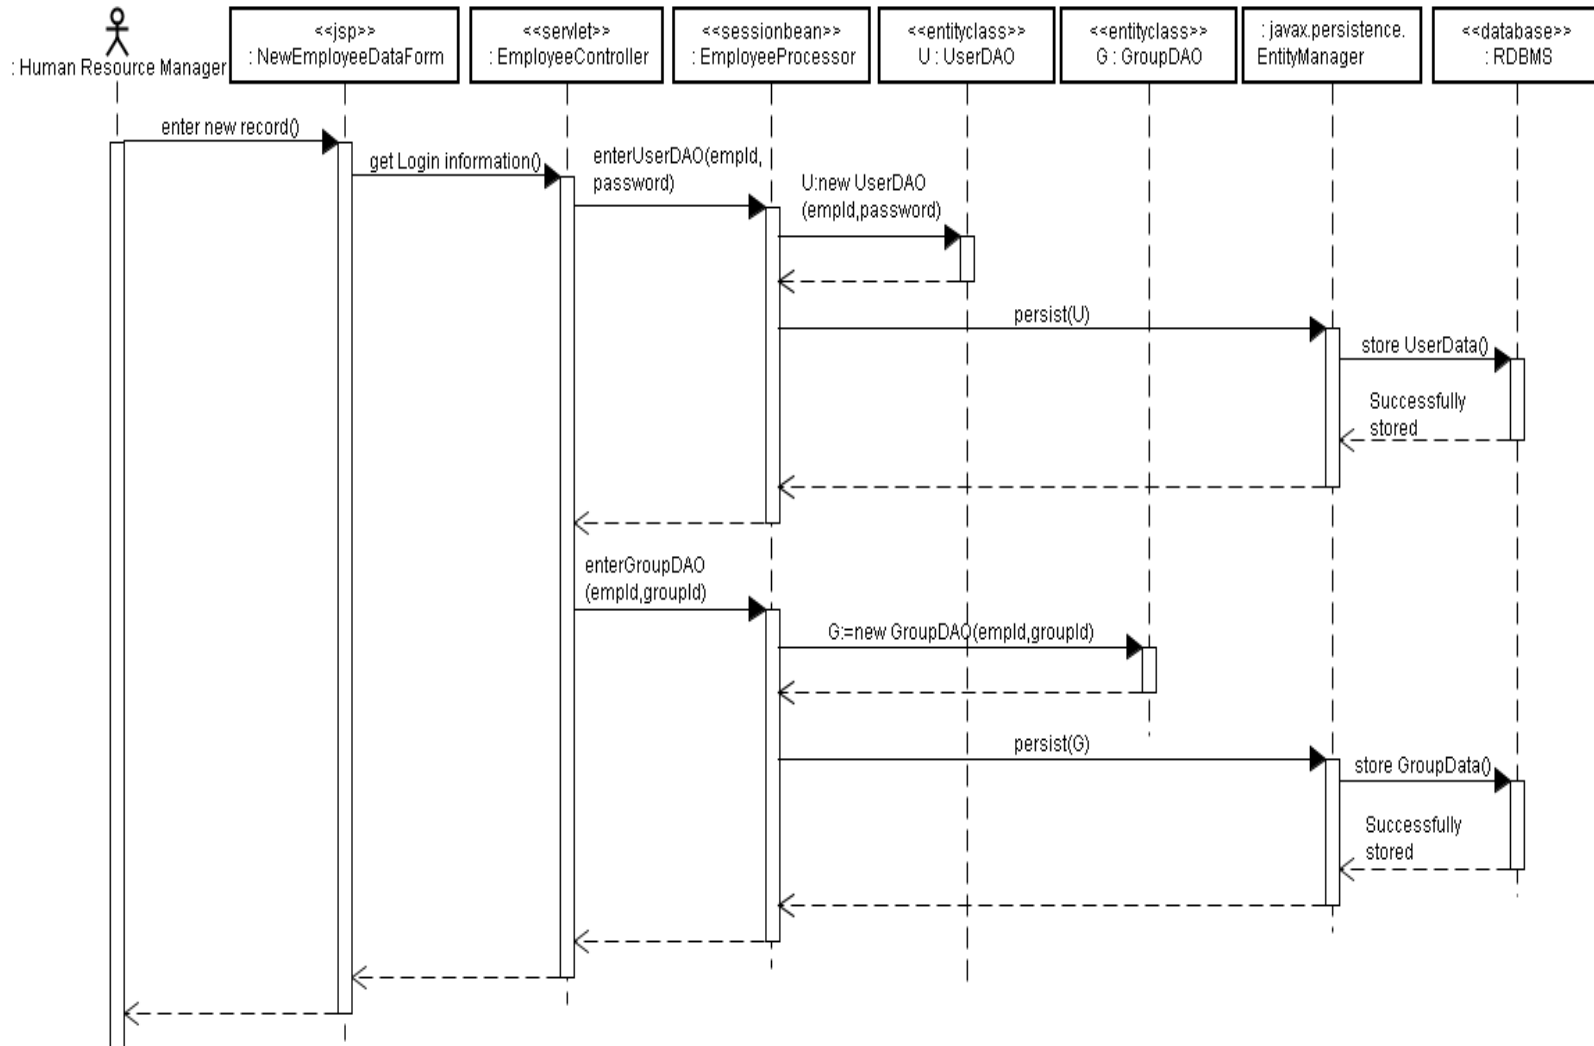 <<jsp>>
<<servlet>>
<<sessionbean>>
<<entityclass>>
<<entityclass>>
: javax.persistence.
<<database>>
: Human Resource Manager
: NewEmployeeDataForm
: EmployeeController
: EmployeeProcessor
U : UserDAO
G : GroupDAO
EntityManager
: RDBMS
enter new record()
get Login information()
enterUserDAO(empId,
password)
U:new UserDAO
(empId,password)
persist(U)
store UserData()
Successfully
stored
enterGroupDAO
(empId,groupId)
G:=new GroupDAO(empId,groupId)
persist(G)
store GroupData()
Successfully
stored